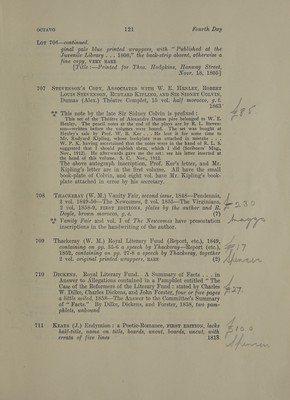 OCTAVO 121 Fourth Day
LOT 706—continued.
ginal pale blue printed wrappers, with "Published at the
Juvenile Library . . . 1808," the back-strip absent, otherwise a
fine copy, VERY RARE
[Title:—Printed for Thos. Hodgkins, Hanway Street,
Novr. 18, 1805]
707 STEVENSON'S COPY, ASSOCIATED WITH W. E. HENLEY, ROBERT
LOUIS STEVENSON, RUDYARD KIPLING, AND SIR SIDNEY COLVIN,
Dumas (Alex.) Théatre Complet, 15 vol. half morocco, g. t.
1863
This note by the late Sir Sidney Colvin is prefixed:
This set of the Théatre of Alexandre Dumas père belonged to W. E.
Henley. The pencil notes at the end of the plays are by R. L. Steven-
son—written before the volumes were bound. The set was bought at
Henley's sale by Prof. W. P. Ker . . . He lent it for some time to
Mr. Rudyard Kipling, whose bookplate was attached in mistake . . .
W. P. K. having ascertained that the notes were in the hand of R. L. S.
suggested that I should publish them, which I did (Scribners' Mag.,
Nov., 1912). He afterwards gave me the set: see his letter inserted at
the head of this volume. S. C. Nov., 1912.
The above autograph inscription, Prof. Ker's letter, and Mr.
Kipling's letter are in the first volume. All have the small
book-plate of Colvin, and eight vol. have Mr. Kipling's book-
plate attached in error by his secretary.
£85
708 THACKERAY (W. M.) Vanity Fair, second issue, 1848—Pendennis,
2 vol. 1849-50—The Newcomes, 2 vol. 1855—The Virginians,
2 vol. 1858-9, FIRST EDITIONS, plates by the author and R.
Doyle, brown morocco, g. e. (7)
Vanity Fair and vol. 1 of The Newcomes have presentation
inscriptions in the handwriting of the author.
£220
Maggs
709 Thackeray (W. M.) Royal Literary Fund (Report, etc.), 1849,
containing on pp. 35-6 a speech by Thackeray—Report (etc.),
1852, containing on pp. 27-8 a speech by Thackeray, together
2 vol. original printed wrappers, RARE (2)
£17
Spencer
710 DICKENS. Royal Literary Fund. A Summary of Facts . . . in
Answer to Allegations contained in a Pamphlet entitled "The
Case of the Reformers of the Literary Fund: stated by Charles
W. Dilke, Charles Dickens, and John Forster, four or five pages
a little soiled, 1858—The Answer to the Committee's Summary
of "Facts." By Dilke, Dickens, and Forster, 1858, two pam-
phlets, unbound
£27.
711 KEATS (J.) Endymion: a Poetic-Romance, FIRST EDITION, lacks
half-title, name on title, boards, uncut, boards, uncut, with
errata of five lines 1818
£100
Spencer